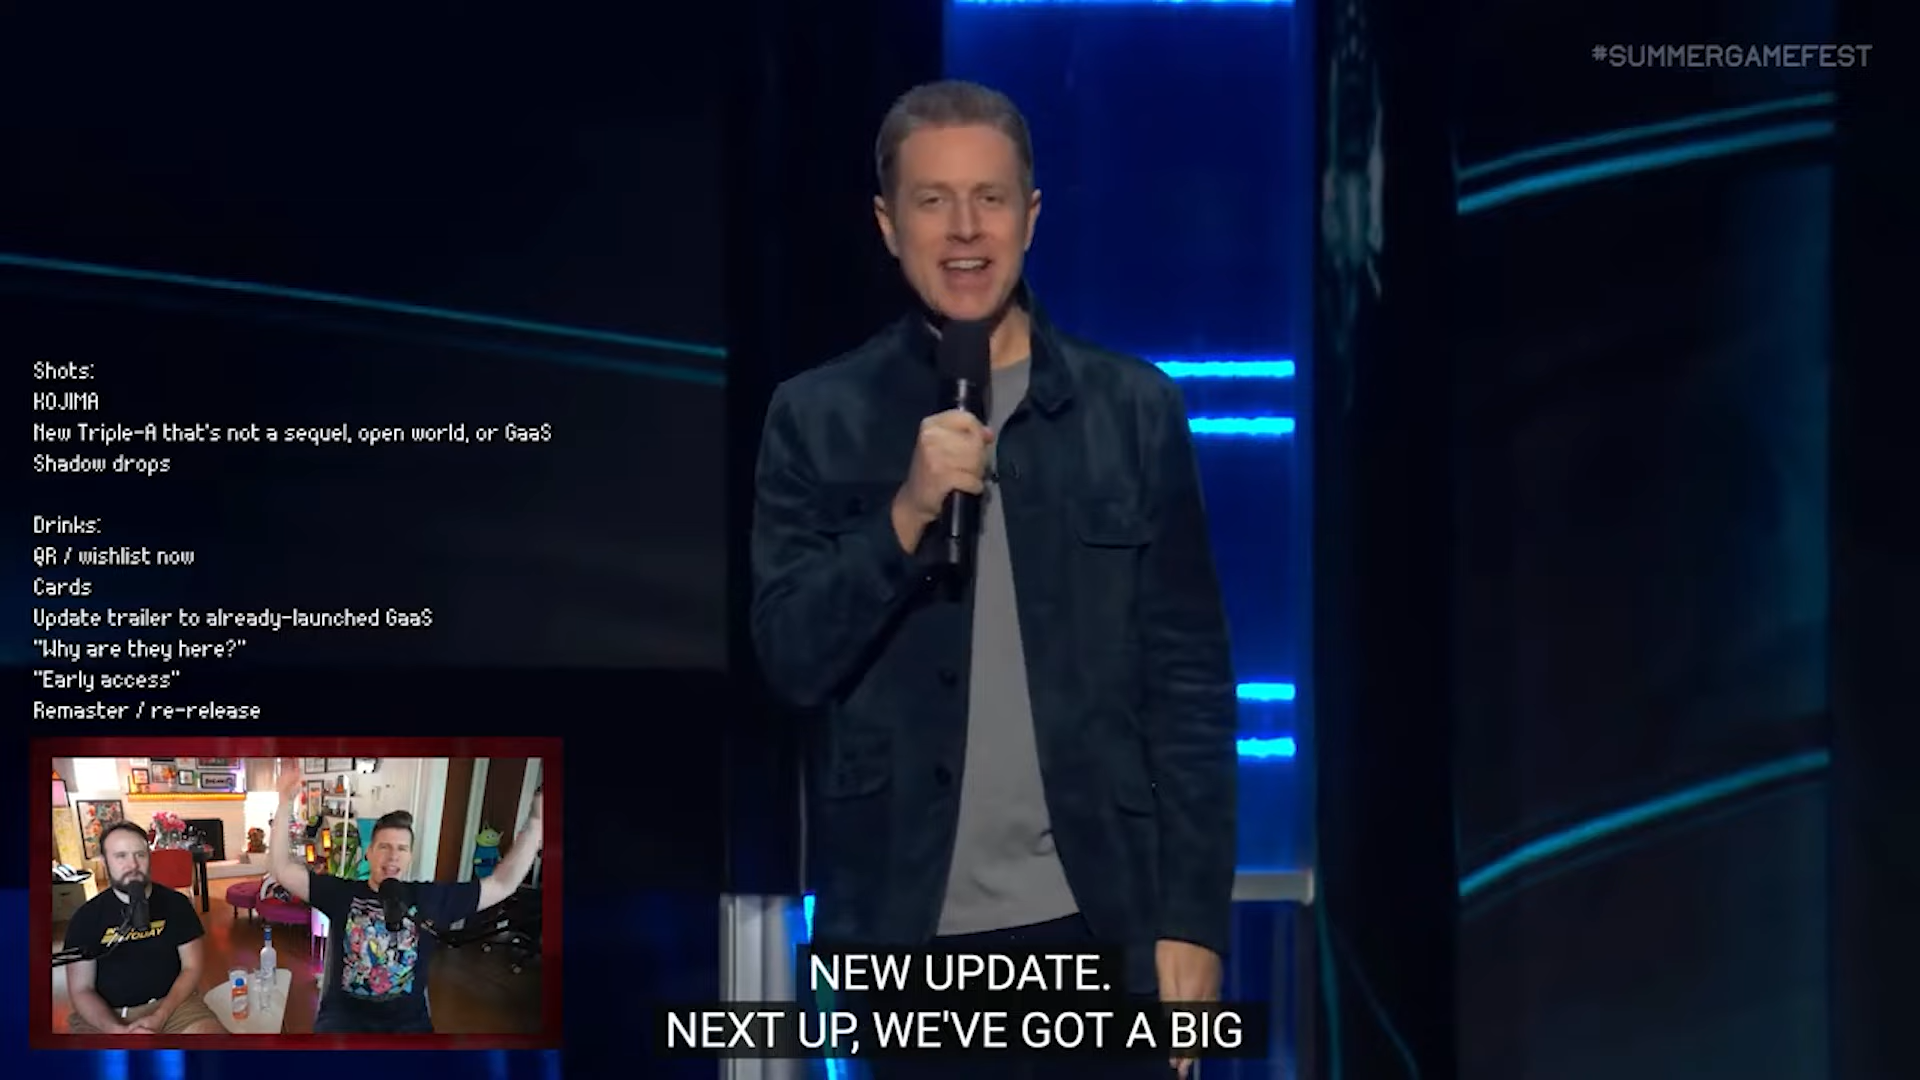 #SUMMERGAMEFEST
Shots:
KOJIMA
New Triple-A that's not a sequel, open world, or GaaS
Shadow drops
Drinks:
QR / wishlist now
Cards
Update trailer to already-launched GaaS
"Why are they here?"
"Early access"
Remaster / re-release
TODAY
NEW UPDATE.
NEXT UP, WE'VE GOT A BIG